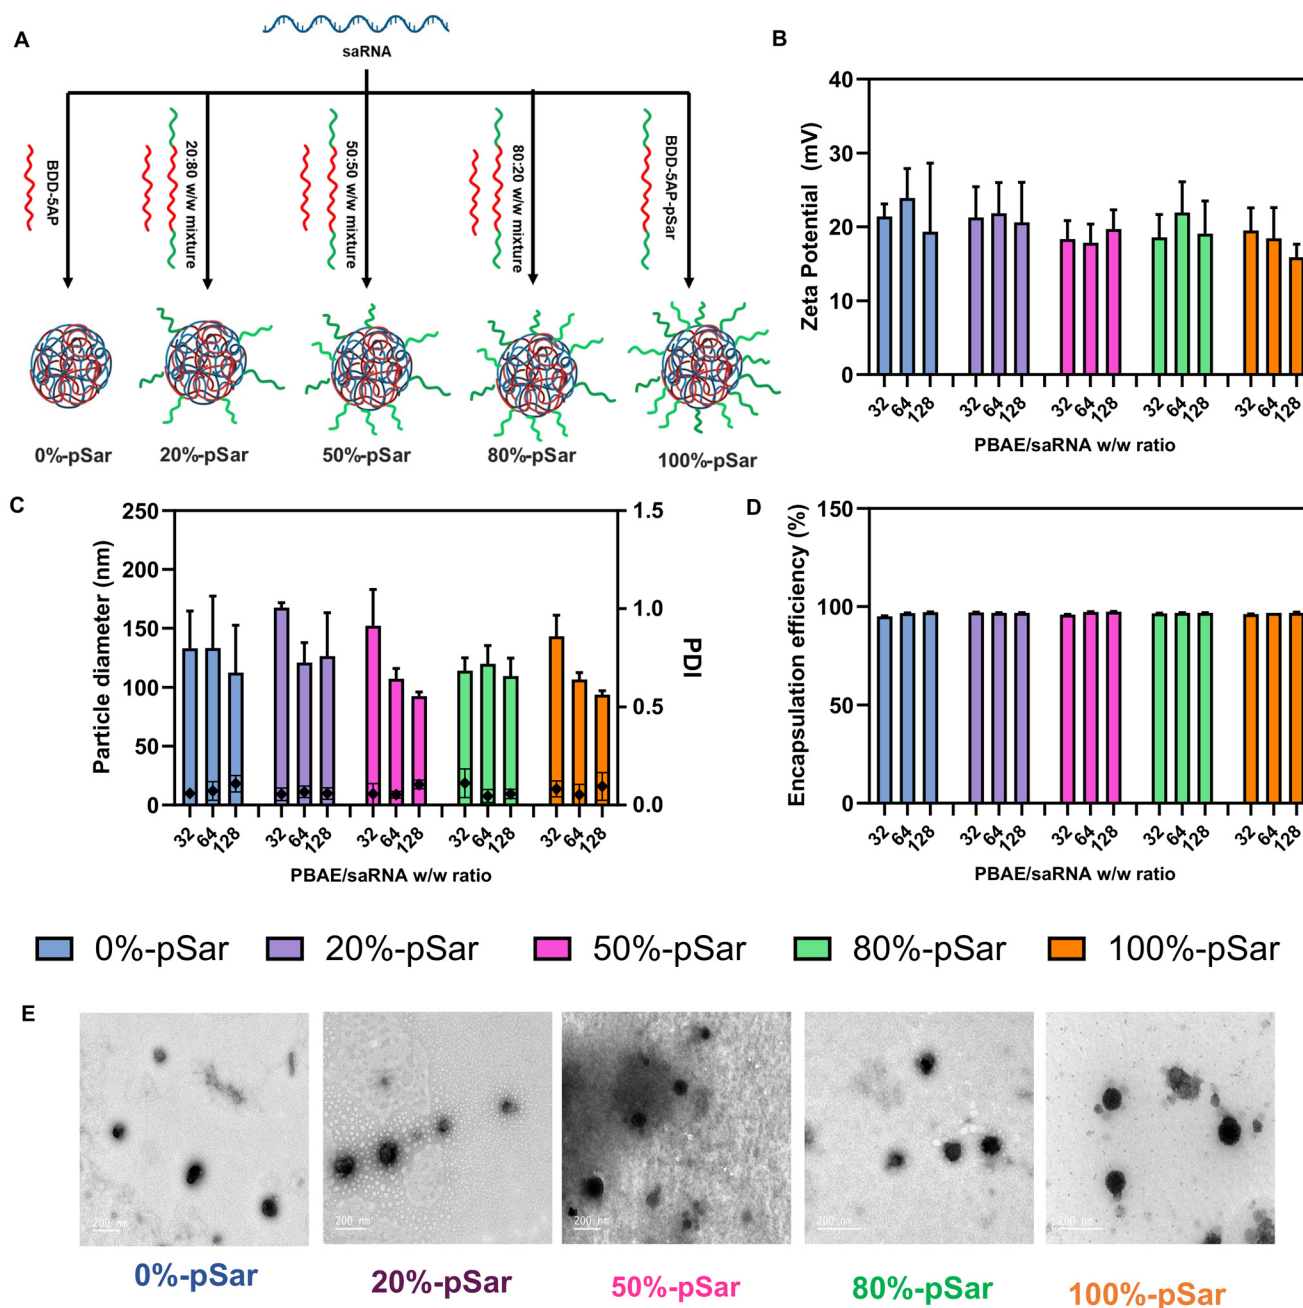 A
saRNA
BDD-5AP
20:80 w/w mixture
50:50 w/w mixture
80:20 w/w mixture
BDD-5AP-pSar
0%-pSar
20%-pSar
50%-pSar
80%-pSar
100%-pSar
B
Zeta Potential (mV)
40
30
20
10
0
32 64 128 32 64 128 32 64 128 32 64 128 32 64 128
PBAE/saRNA w/w ratio
C
Particle diameter (nm)
250
200
150
100
50
0
1.5
1.0
0.5
0.0
PDI
32 64 128 32 64 128 32 64 128 32 64 128 32 64 128
PBAE/saRNA w/w ratio
D
Encapsulation efficiency (%)
150
100
50
0
32 64 128 32 64 128 32 64 128 32 64 128 32 64 128
PBAE/saRNA w/w ratio
0%-pSar 20%-pSar 50%-pSar 80%-pSar 100%-pSar
E
200 nm
200 nm
200 nm
200 nm
200 nm
0%-pSar
20%-pSar
50%-pSar
80%-pSar
100%-pSar